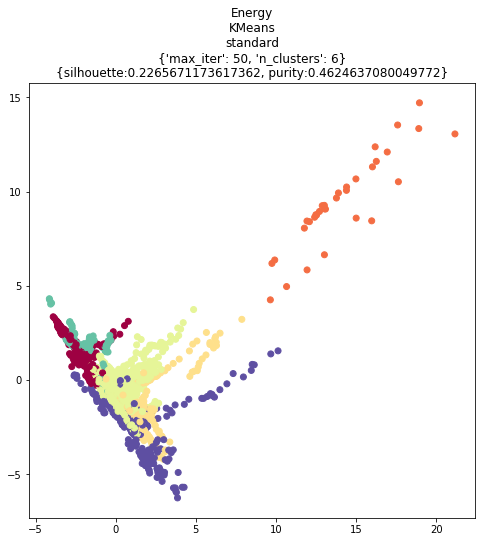 Energy
KMeans
standard
{'max_iter': 50, 'n_clusters': 6}
{silhouette:0.2265671173617362, purity:0.4624637080049772}
15
10
5
0
−5
−5
0
5
10
15
20